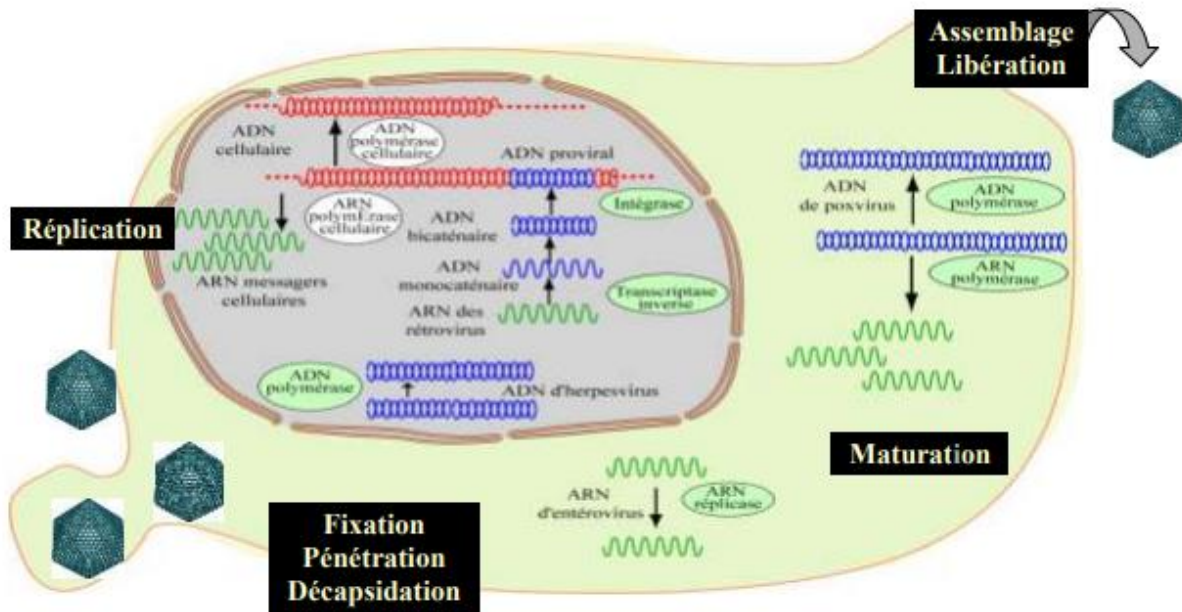 Assemblage
Libération
ADN
cellulaire
ADN
polymérase
cellulaire
ADN proviral
ARN
polymErase
cellulaire
Intégrase
Réplication
ADN
bicaténaire
ARN messagers
cellulaires
ADN
monocaténaire
Transcriptase
inverse
ARN des
rétrovirus
ADN
polymérase
ADN d'herpesvirus
ADN
de poxvirus
ADN
polymérase
ARN
polymérase
Maturation
ARN
d'entérovirus
ARN
réplicase
Fixation
Pénétration
Décapsidation